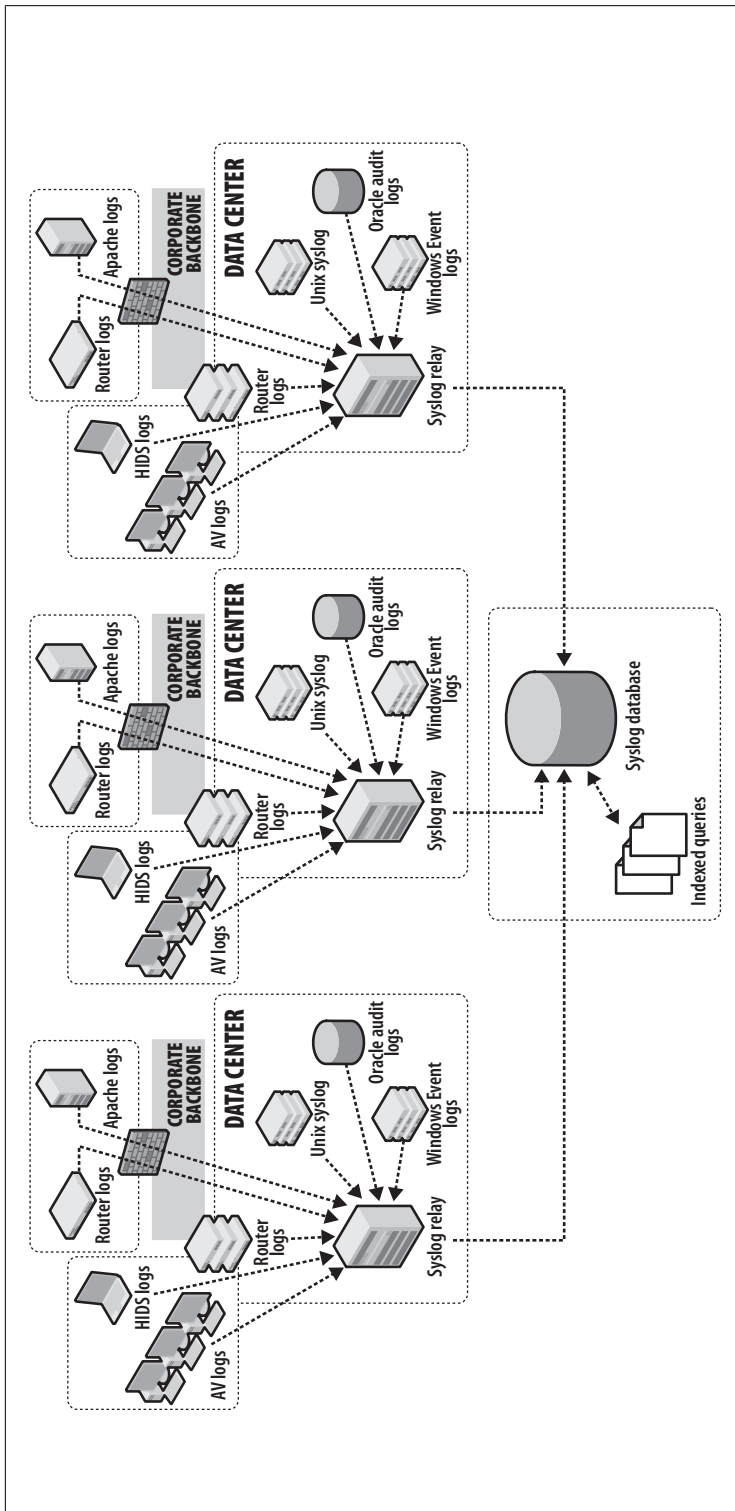 Router logs
Apache logs
HIDS logs
AV logs
CORPORATE
BACKBONE
DATA CENTER
Router
logs
Unix syslog
Oracle audit
logs
Windows Event
logs
Syslog relay
Router logs
Apache logs
HIDS logs
AV logs
CORPORATE
BACKBONE
DATA CENTER
Router
logs
Unix syslog
Oracle audit
logs
Windows Event
logs
Syslog relay
Router logs
Apache logs
HIDS logs
AV logs
CORPORATE
BACKBONE
DATA CENTER
Router
logs
Unix syslog
Oracle audit
logs
Windows Event
logs
Syslog relay
Syslog database
Indexed queries